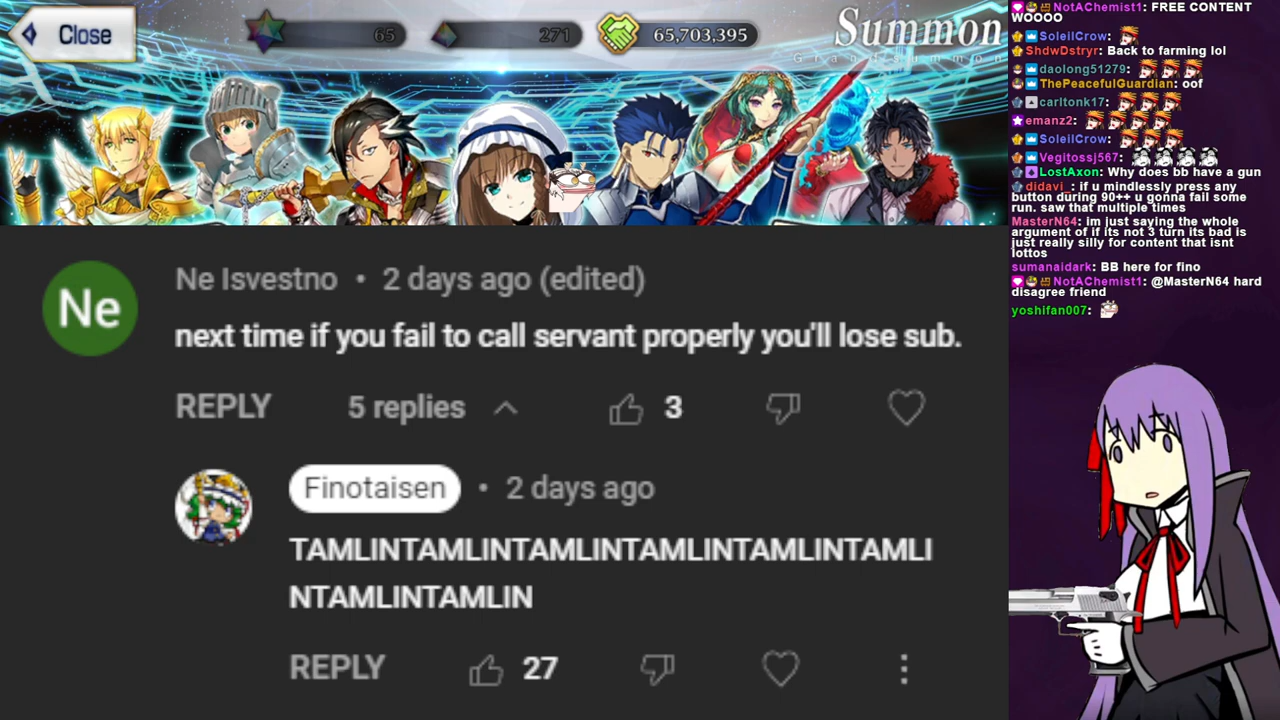 Close
65
271
65,703,395
Summon
Grand summon
Ne
Ne Isvestno • 2 days ago (edited)
next time if you fail to call servant properly you'll lose sub.
REPLY 5 replies 3
Finotaisen • 2 days ago
TAMLINTAMLINTAMLINTAMLINTAMLINTAMLI
NTAMLINTAMLIN
REPLY 27
NotAChemist1: FREE CONTENT
WOOOO
SoleilCrow:
ShdwDstryr: Back to farming lol
daolong51279:
ThePeacefulGuardian: oof
carltonk17:
emanz2:
SoleilCrow:
Vegitossj567:
LostAxon: Why does bb have a gun
didavi_: if u mindlessly press any
button during 90++ u gonna fail some
run. saw that multiple times
MasterN64: im just saying the whole
argument of if its not 3 turn its bad is
just really silly for content that isnt
lottos
sumanaidark: BB here for fino
NotAChemist1: @MasterN64 hard
disagree friend
yoshifan007: